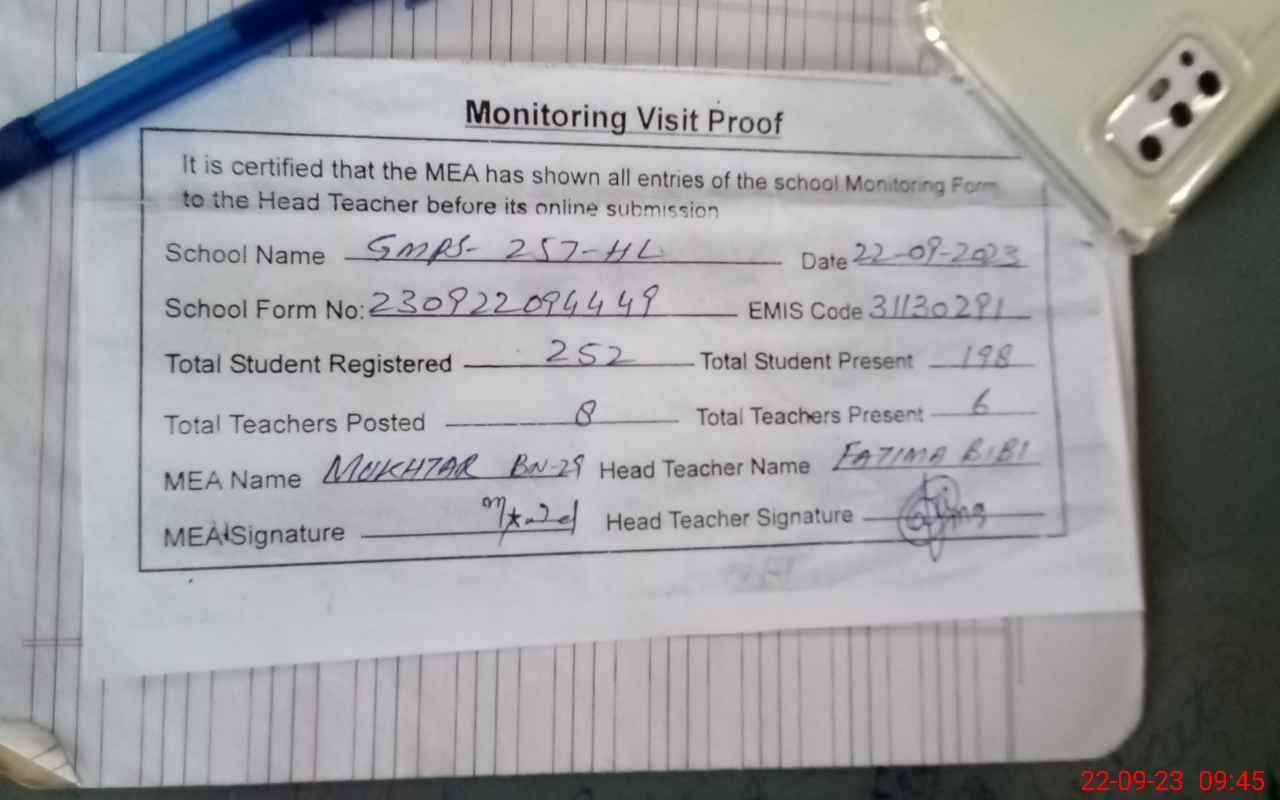 Monitoring Visit Proof
It is certified that the MEA has shown all entries of the school Monitoring Form
to the Head Teacher before its online submission
School Name GMPS- 257-HL Date 22-09-2023
School Form No: 230922094449 EMIS Code 31130291
Total Student Registered 252 Total Student Present 198
Total Teachers Posted 8 Total Teachers Present 6
MEA Name MUKHTAR BN-29 Head Teacher Name FATIMA BIBI
MEA Signature Head Teacher Signature
22-09-23 09:45